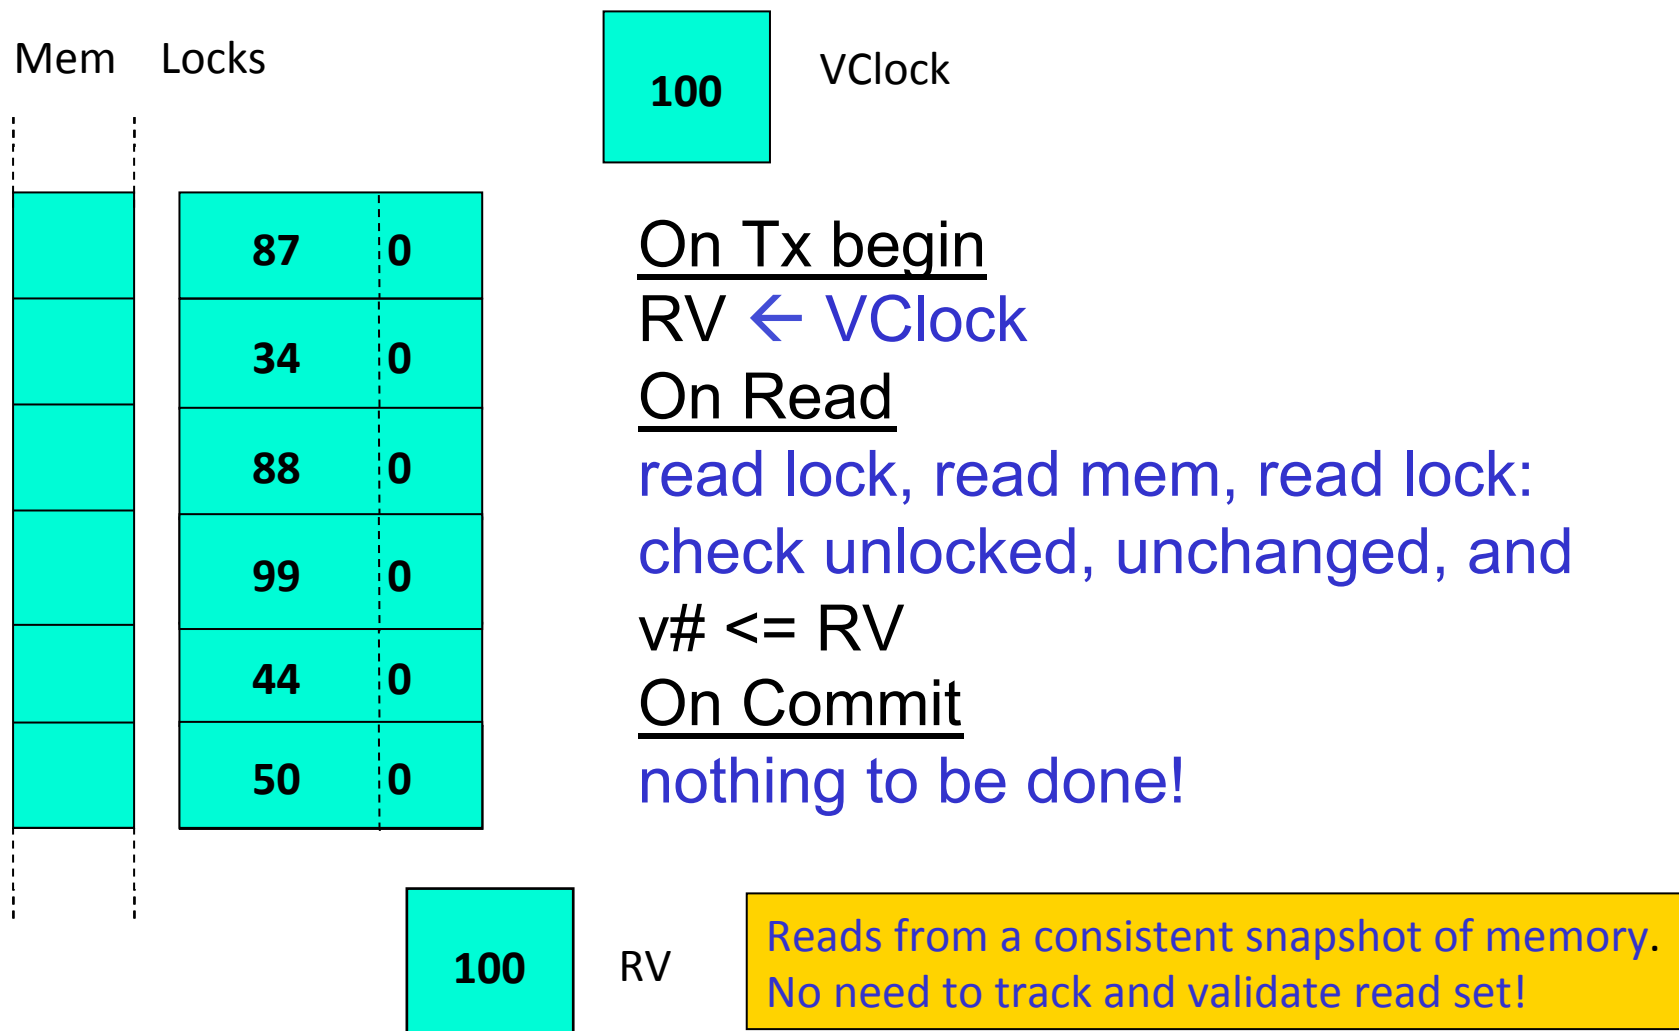 Mem Locks
100 VClock
87 0
34 0
88 0
99 0
44 0
50 0
On Tx begin
RV ← VClock
On Read
read lock, read mem, read lock:
check unlocked, unchanged, and
v# <= RV
On Commit
nothing to be done!
100 RV
Reads from a consistent snapshot of memory.
No need to track and validate read set!